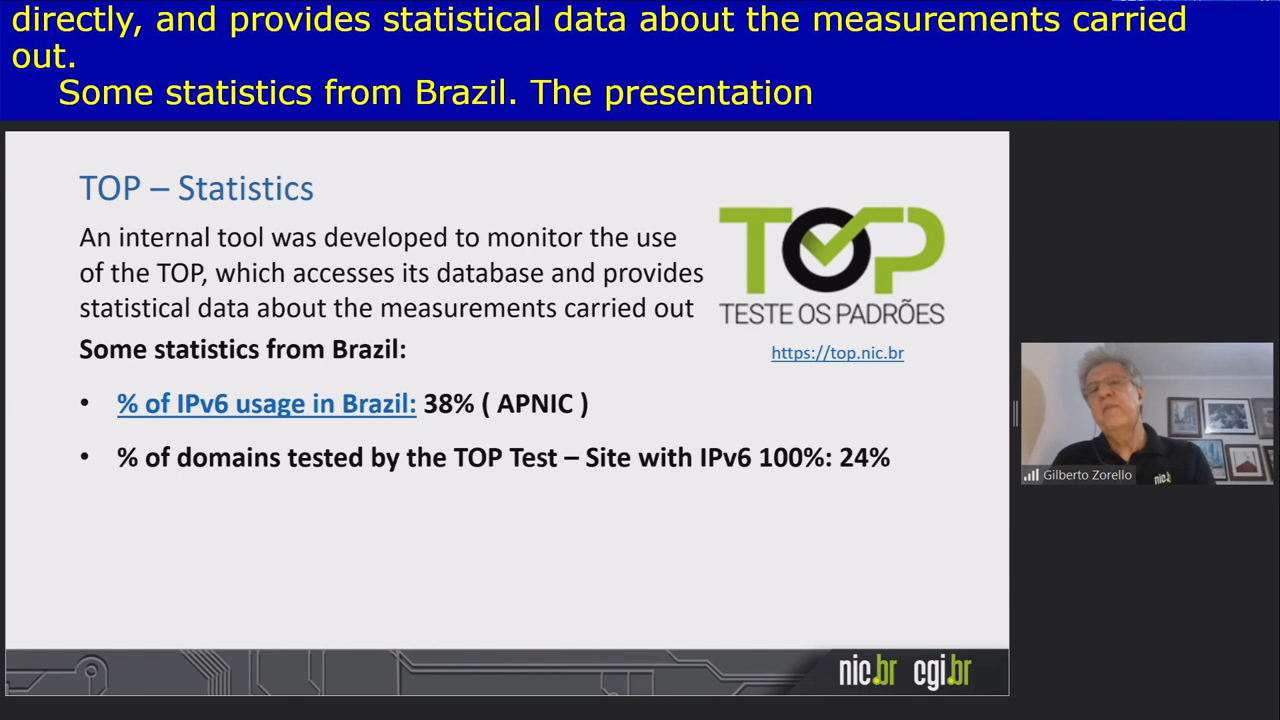 directly, and provides statistical data about the measurements carried
out.
Some statistics from Brazil. The presentation
TOP – Statistics
An internal tool was developed to monitor the use
of the TOP, which accesses its database and provides
statistical data about the measurements carried out
TOP
TESTE OS PADRÕES
https://top.nic.br
Some statistics from Brazil:
• % of IPv6 usage in Brazil: 38% ( APNIC )
• % of domains tested by the TOP Test – Site with IPv6 100%: 24%
nic
Gilberto Zorello
nic.br cgi.br